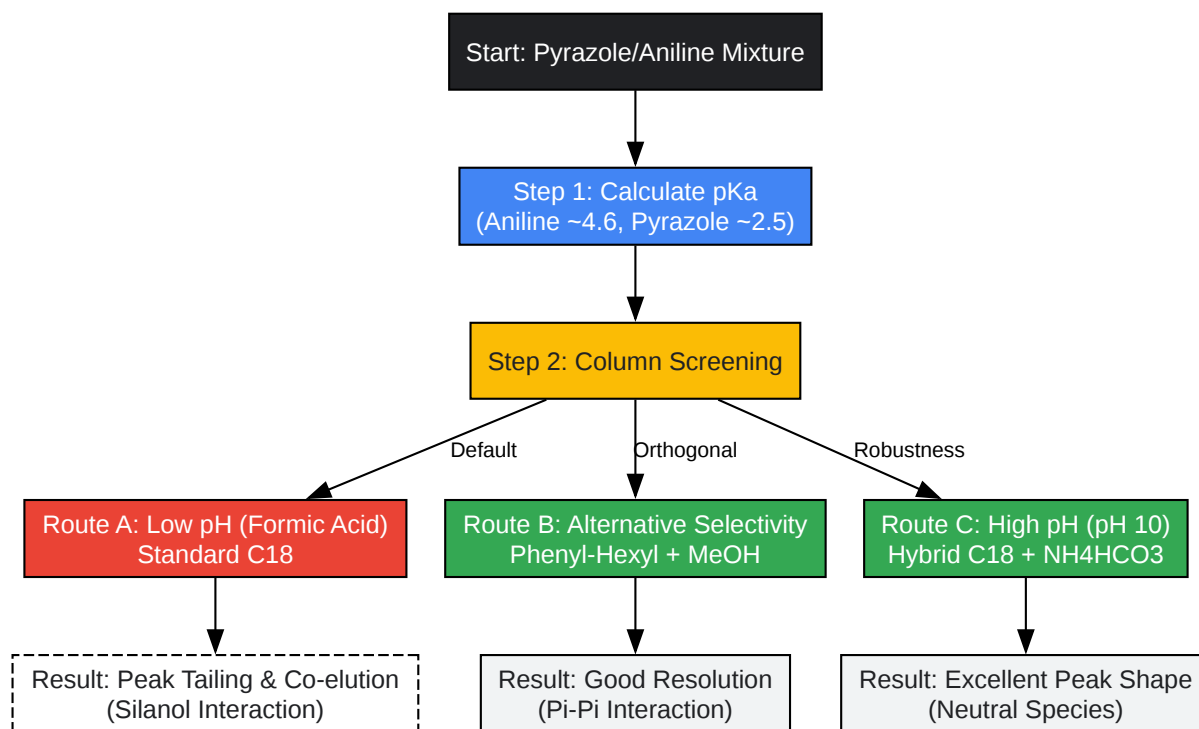 Start: Pyrazole/Aniline Mixture
Step 1: Calculate pKa
(Aniline ~4.6, Pyrazole ~2.5)
Step 2: Column Screening
Default
Orthogonal
Robustness
Route A: Low pH (Formic Acid)
Standard C18
Route B: Alternative Selectivity
Phenyl-Hexyl + MeOH
Route C: High pH (pH 10)
Hybrid C18 + NH4HCO3
Result: Peak Tailing & Co-elution
(Silanol Interaction)
Result: Good Resolution
(Pi-Pi Interaction)
Result: Excellent Peak Shape
(Neutral Species)